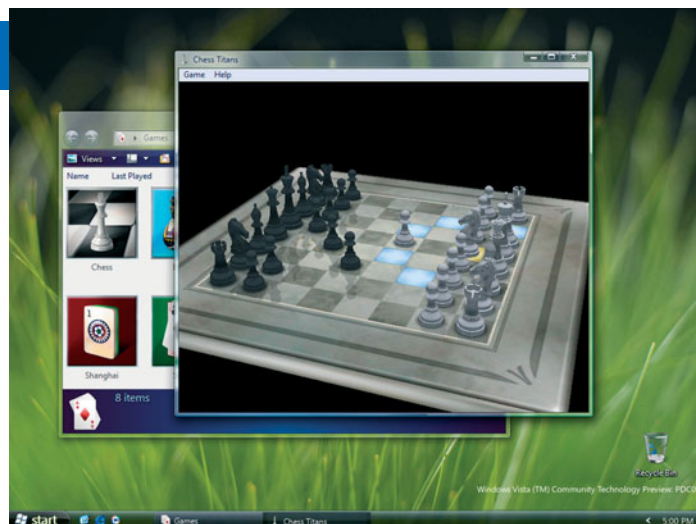 Chess Titans
Game Help
Games
Views
Name Last Played
Chess
1
Shanghai
8 items
Recycle Bin
Windows Vista (TM) Community Technology Preview: PDC0
start Games Chess Titans 5:00 PM